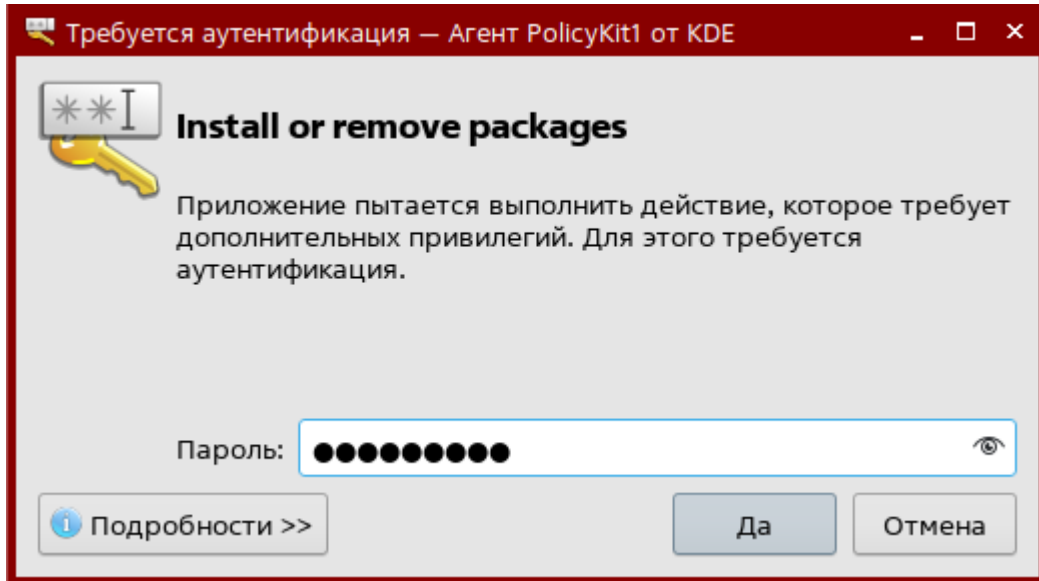 Требуется аутентификация — Агент PolicyKit1 от KDE
Install or remove packages
Приложение пытается выполнить действие, которое требует
дополнительных привилегий. Для этого требуется
аутентификация.
Пароль: ●●●●●●●●●
Подробности >>
Да
Отмена